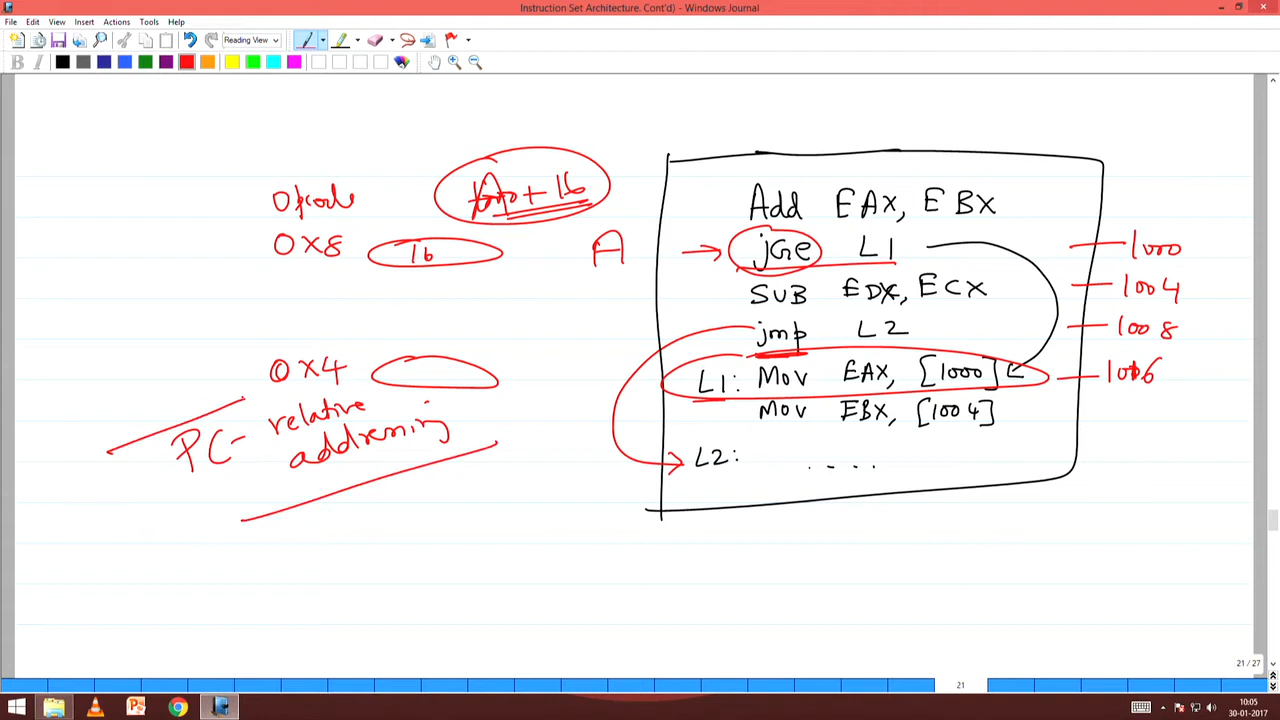 Instruction Set Architecture. Cont'd) - Windows Journal
File Edit View Insert Actions Tools Help
Reading View
B I
Opcode
+ 16
0X8 16 A
0X4
PC- relative
addressing
Add EAX, EBX
jGe L1 1000
SUB EDX, ECX 1004
jmp L2 1008
L1: Mov EAX, [1000] 1016
Mov EBX, [1004]
L2: ....
21 / 27
21
10:05
30-01-2017